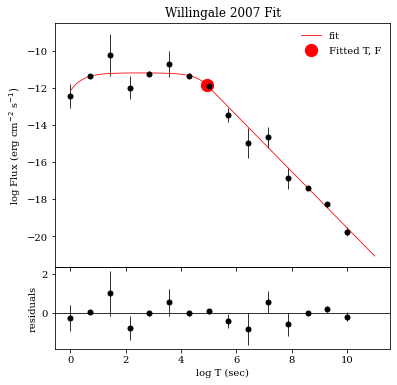 Willingale 2007 Fit
fit
Fitted T, F
log Flux (erg cm⁻² s⁻¹)
−10
−12
−14
−16
−18
−20
residuals
2
0
0
2
4
6
8
10
log T (sec)